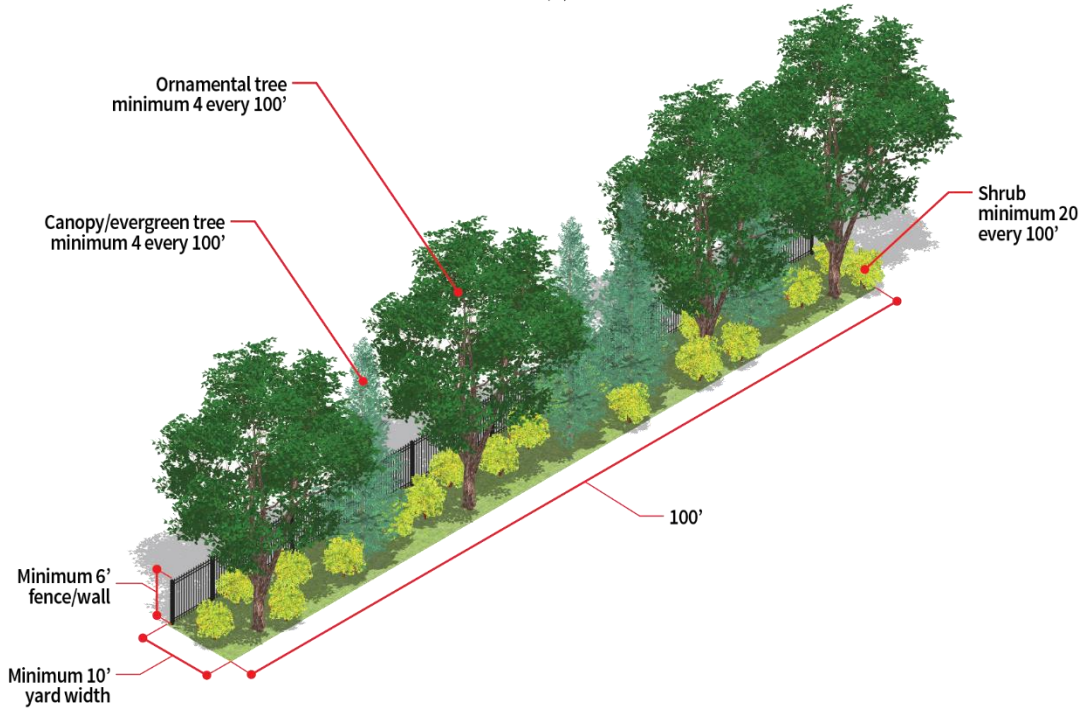 Ornamental tree
minimum 4 every 100’
Canopy/evergreen tree
minimum 4 every 100’
Shrub
minimum 20
every 100’
100’
Minimum 6’
fence/wall
Minimum 10’
yard width